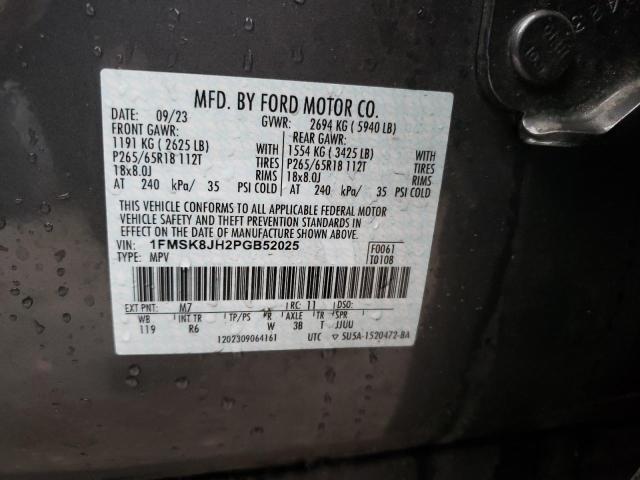 MFD. BY FORD MOTOR CO.
DATE: 09/23 GVWR: 2694 KG ( 5940 LB)
FRONT GAWR: REAR GAWR:
1191 KG ( 2625 LB) WITH 1554 KG ( 3425 LB) WITH
P265/65R18 112T TIRES P265/65R18 112T TIRES
18x8.0J RIMS 18x8.0J RIMS
AT 240 kPa/ 35 PSI COLD AT 240 kPa/ 35 PSI COLD
THIS VEHICLE CONFORMS TO ALL APPLICABLE FEDERAL MOTOR
VEHICLE SAFETY AND THEFT PREVENTION STANDARDS
IN EFFECT ON THE DATE OF MANUFACTURE SHOWN ABOVE.
VIN: 1FMSK8JH2PGB52025 F0061
TYPE: MPV T0108
EXT PNT: M7 RC: 11 DSO:
WB INT TR TP/PS R AXLE TR SPR
119 R6 W 3B T JJUU
1202309064161 UTC ▽ 5U5A-1520472-BA